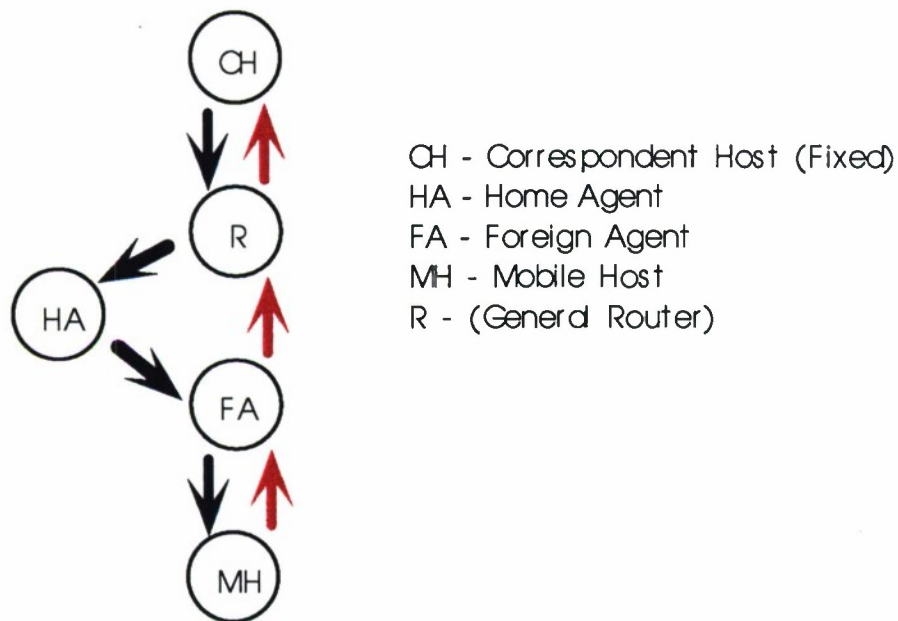 CH
R
HA
FA
MH
CH - Correspondent Host (Fixed)
HA - Home Agent
FA - Foreign Agent
MH - Mobile Host
R - (General Router)